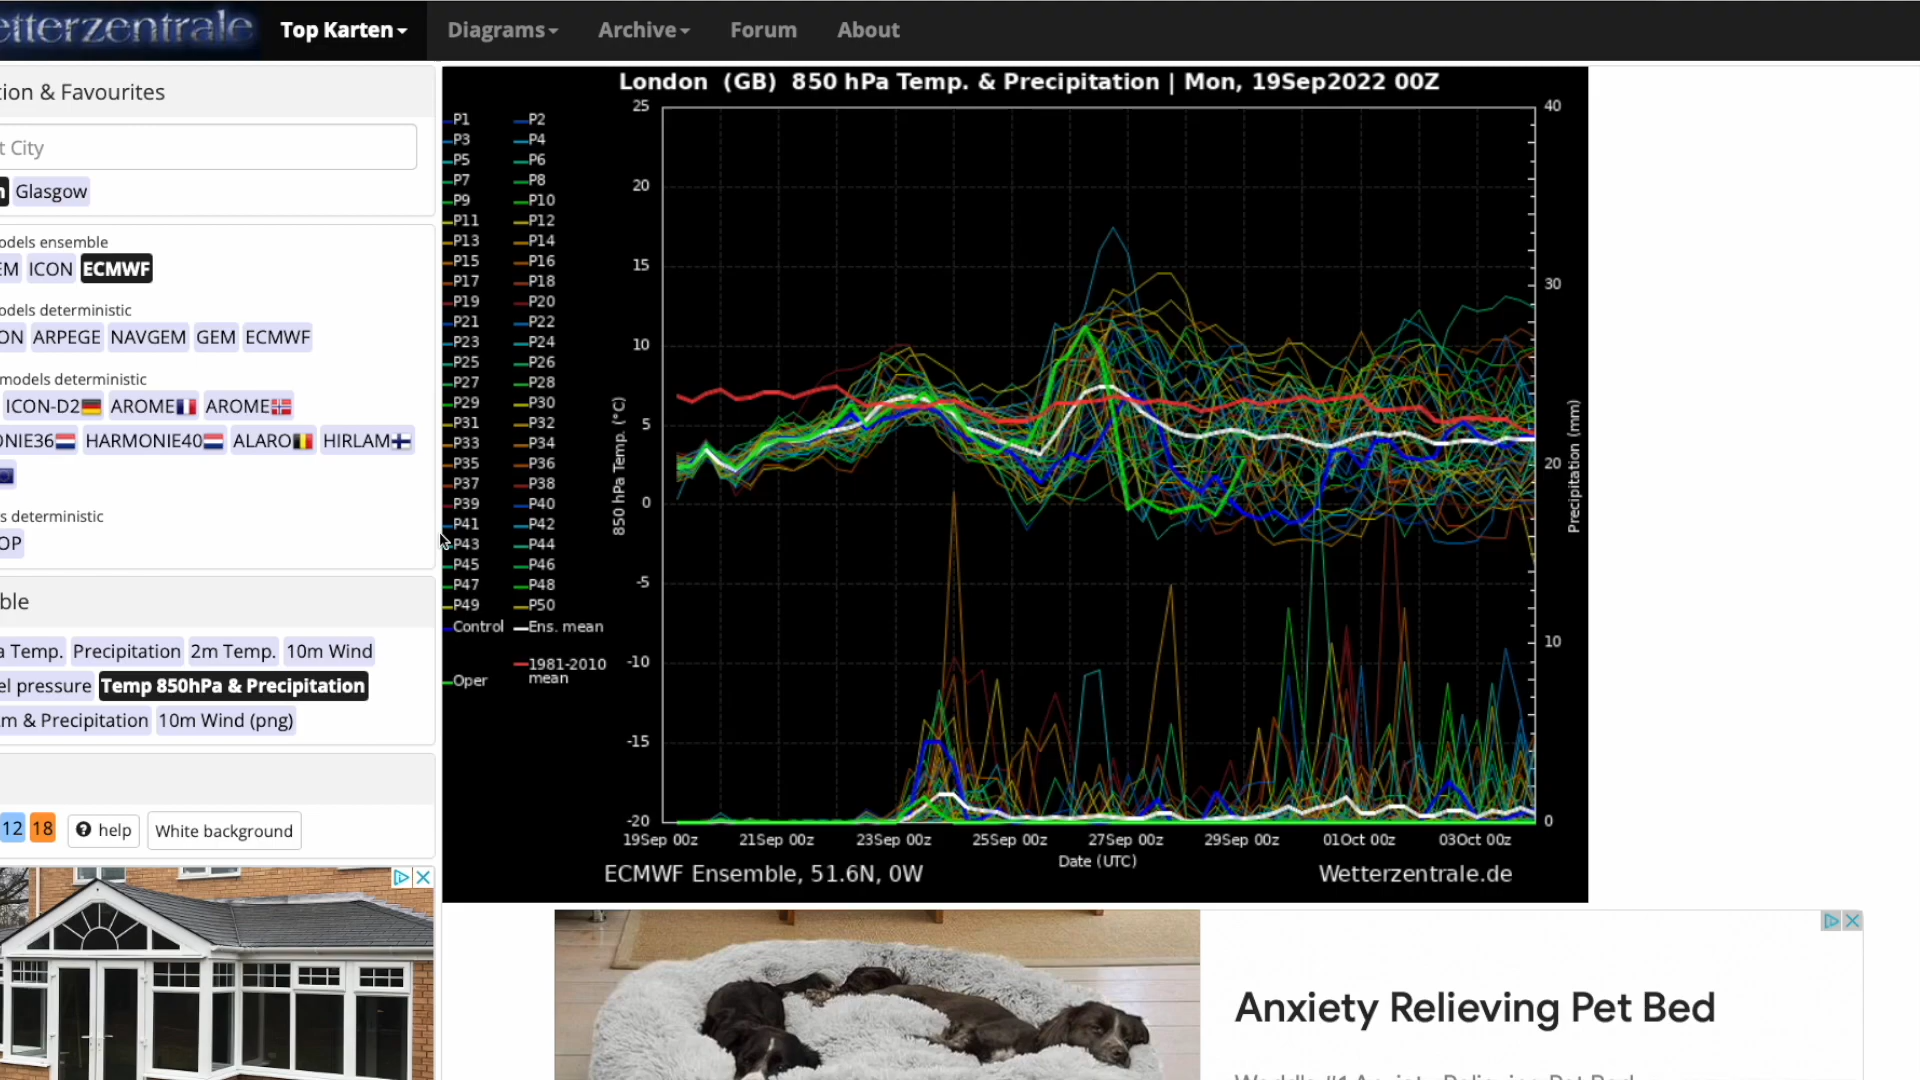 etterzentrale
Top Karten
Diagrams
Archive
Forum
About
tion & Favourites
t City
n Glasgow
odels ensemble
EM ICON ECMWF
odels deterministic
ON ARPEGE NAVGEM GEM ECMWF
models deterministic
ICON-D2 AROME AROME
ONIE36 HARMONIE40 ALARO HIRLAM
s deterministic
OP
ble
a Temp. Precipitation 2m Temp. 10m Wind
el pressure Temp 850hPa & Precipitation
m & Precipitation 10m Wind (png)
12 18 help White background
London (GB) 850 hPa Temp. & Precipitation | Mon, 19Sep2022 00Z
P1 P2
P3 P4
P5 P6
P7 P8
P9 P10
P11 P12
P13 P14
P15 P16
P17 P18
P19 P20
P21 P22
P23 P24
P25 P26
P27 P28
P29 P30
P31 P32
P33 P34
P35 P36
P37 P38
P39 P40
P41 P42
P43 P44
P45 P46
P47 P48
P49 P50
Control Ens. mean
1981-2010
mean
Oper
850 hPa Temp. (°C)
25
20
15
10
5
0
-5
-10
-15
-20
40
30
20
10
0
Precipitation (mm)
19Sep 00z 21Sep 00z 23Sep 00z 25Sep 00z 27Sep 00z 29Sep 00z 01Oct 00z 03Oct 00z
Date (UTC)
ECMWF Ensemble, 51.6N, 0W
Wetterzentrale.de
Anxiety Relieving Pet Bed